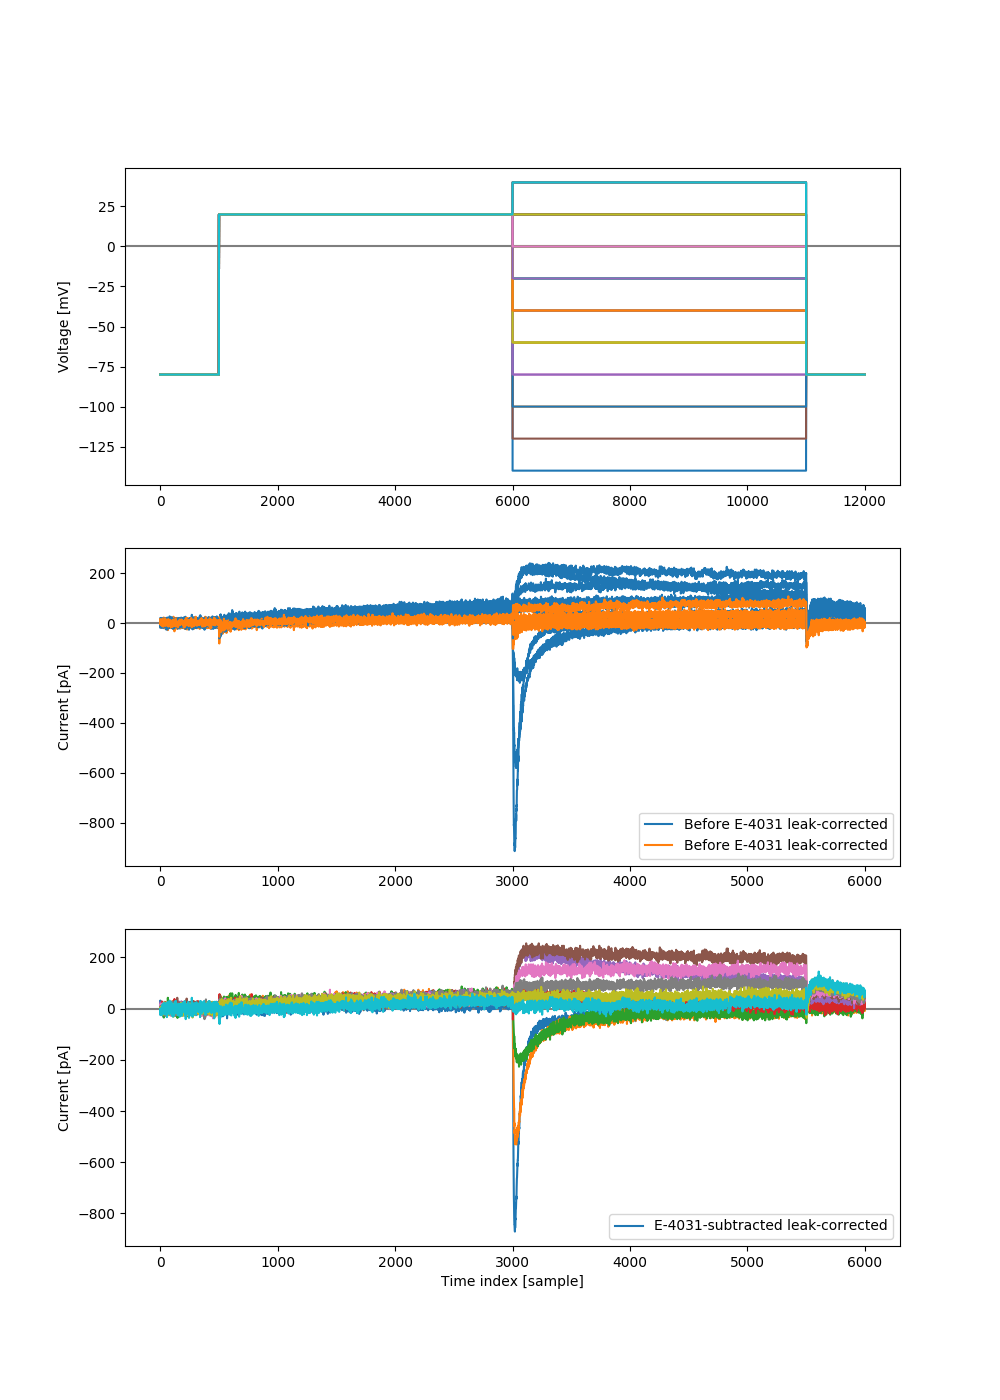 25
0
−25
−50
−75
−100
−125
Voltage [mV]
0 2000 4000 6000 8000 10000 12000
200
0
−200
−400
−600
−800
Current [pA]
Before E-4031 leak-corrected
Before E-4031 leak-corrected
0 1000 2000 3000 4000 5000 6000
200
0
−200
−400
−600
−800
Current [pA]
E-4031-subtracted leak-corrected
0 1000 2000 3000 4000 5000 6000
Time index [sample]